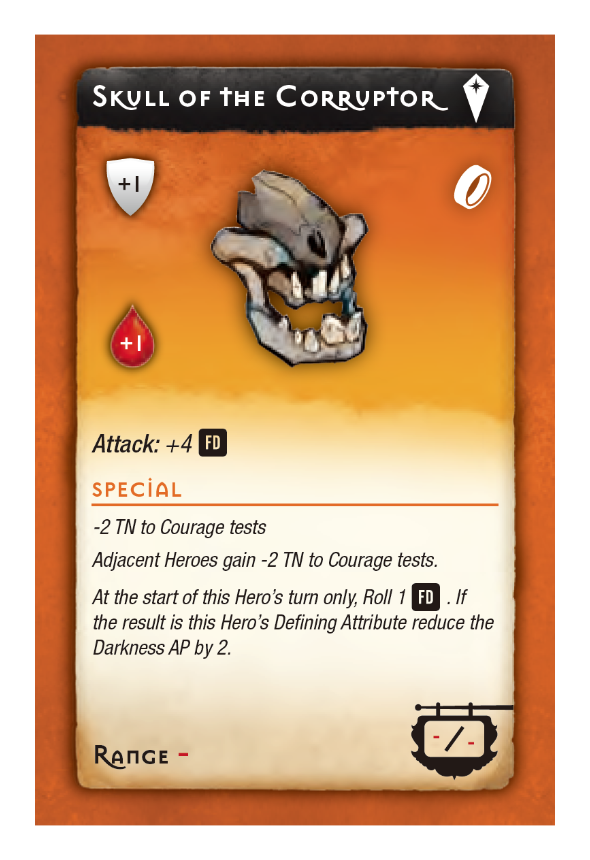 Skull of the Corruptor
+1
+1
Attack: +4 FD
SPECIAL
-2 TN to Courage tests
Adjacent Heroes gain -2 TN to Courage tests.
At the start of this Hero's turn only, Roll 1 FD . If
the result is this Hero's Defining Attribute reduce the
Darkness AP by 2.
Range -
-/-